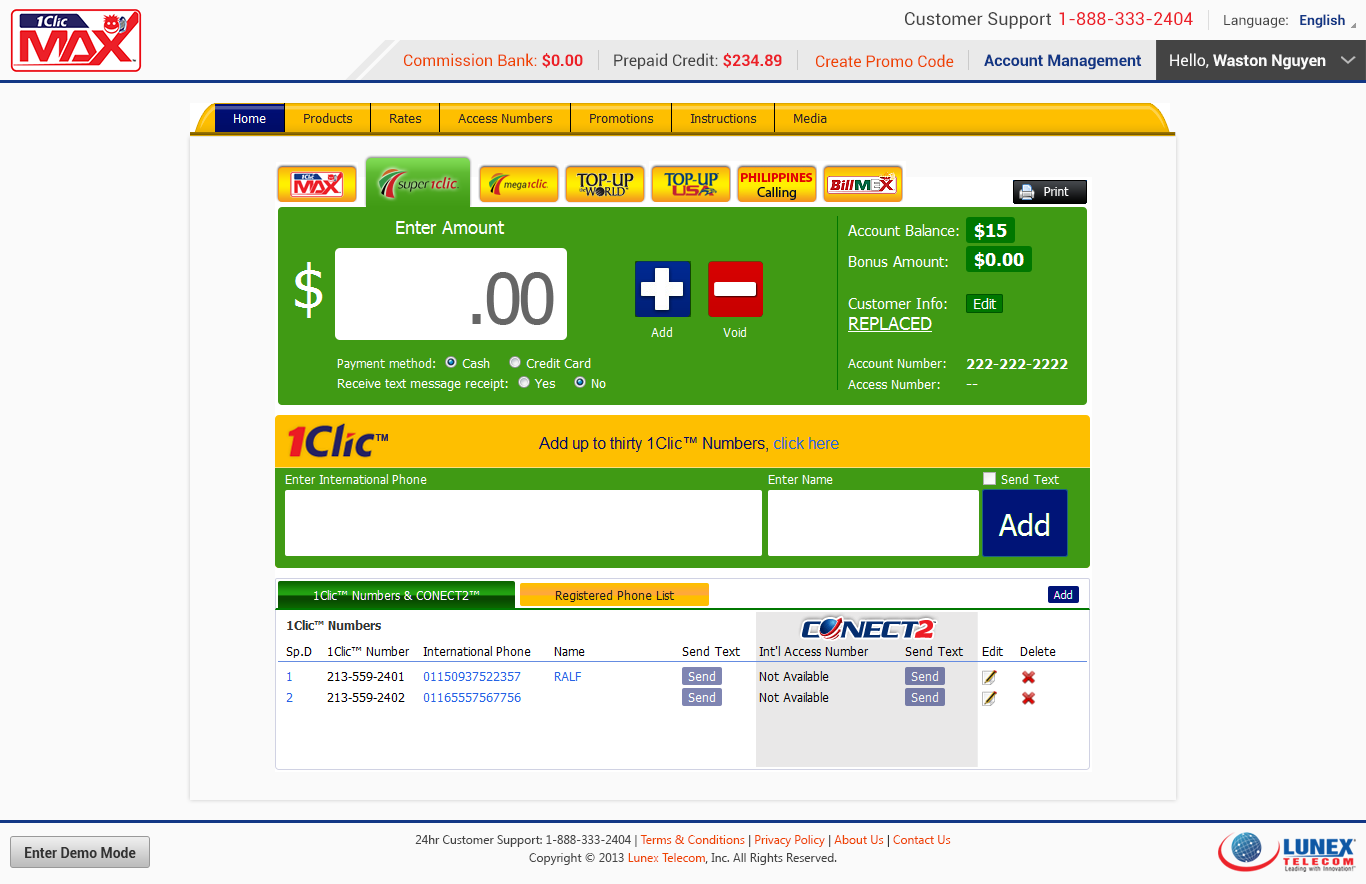 1Clic
MAX
Customer Support 1-888-333-2404
Language: English
Commission Bank: $0.00
Prepaid Credit: $234.89
Create Promo Code
Account Management
Hello, Waston Nguyen
Home Products Rates Access Numbers Promotions Instructions Media
1Clic MAX super1clic mega1clic TOP-UP the WORLD TOP-UP USA PHILIPPINES Calling BillMAX
Print
Enter Amount
$ .00
Add Void
Payment method: Cash Credit Card
Receive text message receipt: Yes No
Account Balance: $15
Bonus Amount: $0.00
Customer Info: Edit
REPLACED
Account Number: 222-222-2222
Access Number: --
1Clic™ Add up to thirty 1Clic™ Numbers, click here
Enter International Phone Enter Name Send Text
Add
1Clic™ Numbers & CONECT2™ Registered Phone List Add
1Clic™ Numbers CONECT2
Sp.D 1Clic™ Number International Phone Name Send Text Int'l Access Number Send Text Edit Delete
1 213-559-2401 01150937522357 RALF Send Not Available Send
2 213-559-2402 01165557567756 Send Not Available Send
Enter Demo Mode
24hr Customer Support: 1-888-333-2404 | Terms & Conditions | Privacy Policy | About Us | Contact Us
Copyright © 2013 Lunex Telecom, Inc. All Rights Reserved.
LUNEX
TELECOM
Leading with Innovation!